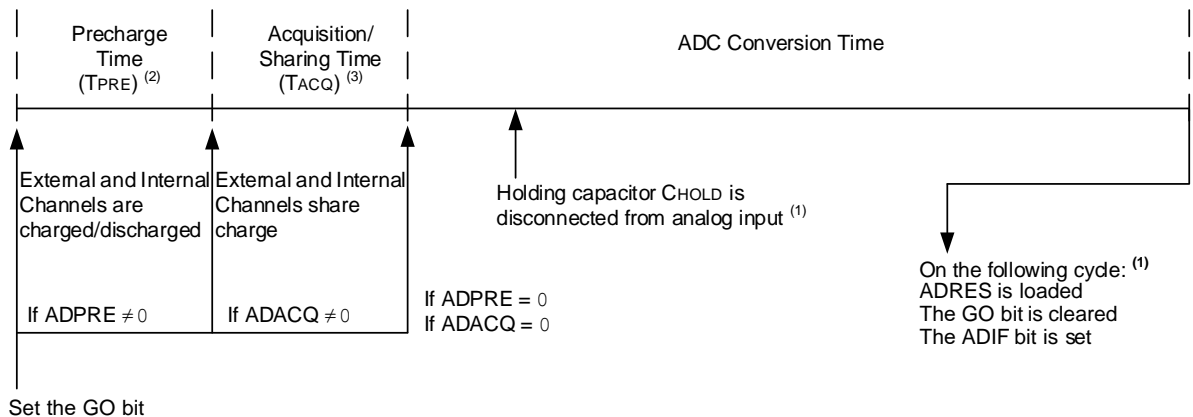 Precharge
Time
(TPRE) (2)
Acquisition/
Sharing Time
(TACQ) (3)
ADC Conversion Time
External and Internal
Channels are
charged/discharged
External and Internal
Channels share
charge
Holding capacitor CHOLD is
disconnected from analog input (1)
If ADPRE ≠ 0
If ADACQ ≠ 0
If ADPRE = 0
If ADACQ = 0
On the following cycle: (1)
ADRES is loaded
The GO bit is cleared
The ADIF bit is set
Set the GO bit